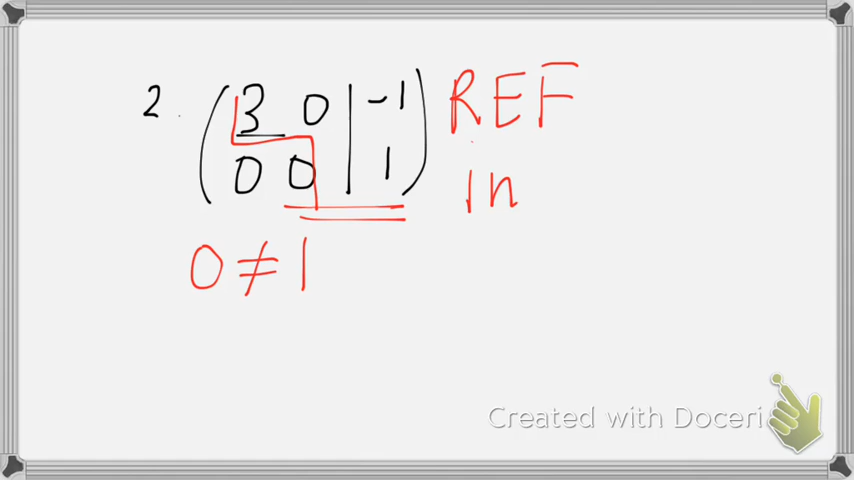 2. ( 3 0 | -1 ) REF
( 0 0 | 1 ) in
0 ≠ 1
Created with Doceri